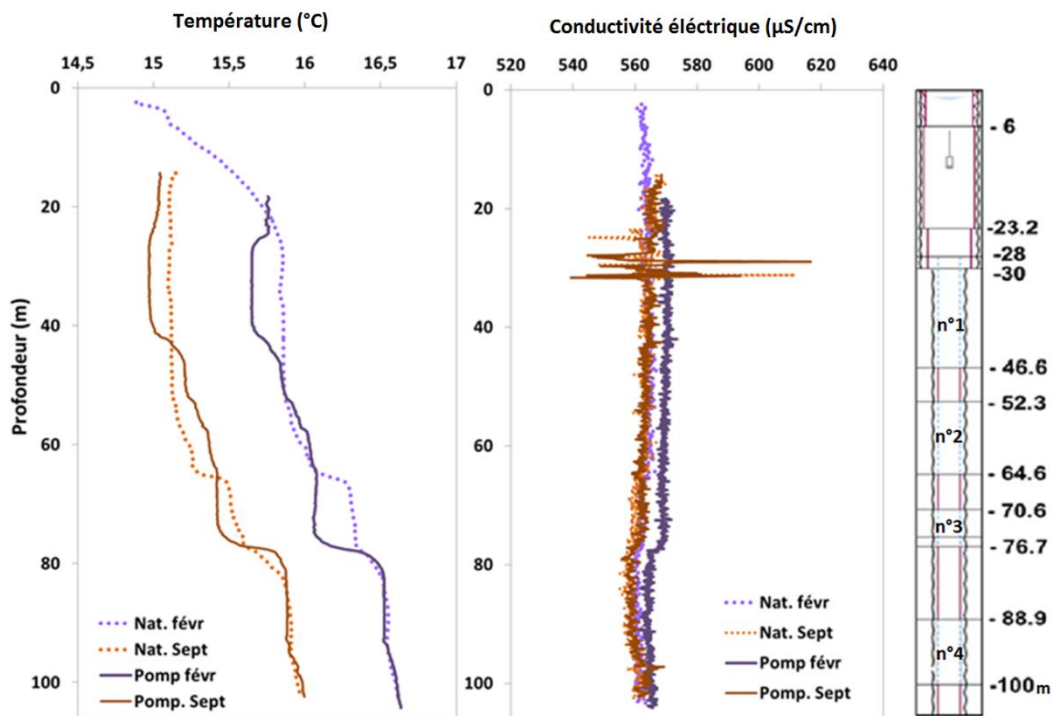 Température (°C)
14,5 15 15,5 16 16,5 17
Profondeur (m)
0
20
40
60
80
100
Nat. févr
Nat. Sept
Pomp févr
Pomp. Sept
Conductivité éléctrique (µS/cm)
520 540 560 580 600 620 640
0
20
40
60
80
100
Nat. févr
Nat. Sept
Pomp févr
Pomp. Sept
- 6
-23.2
-28
-30
n°1
- 46.6
- 52.3
n°2
- 64.6
- 70.6
n°3
- 76.7
- 88.9
n°4
-100m